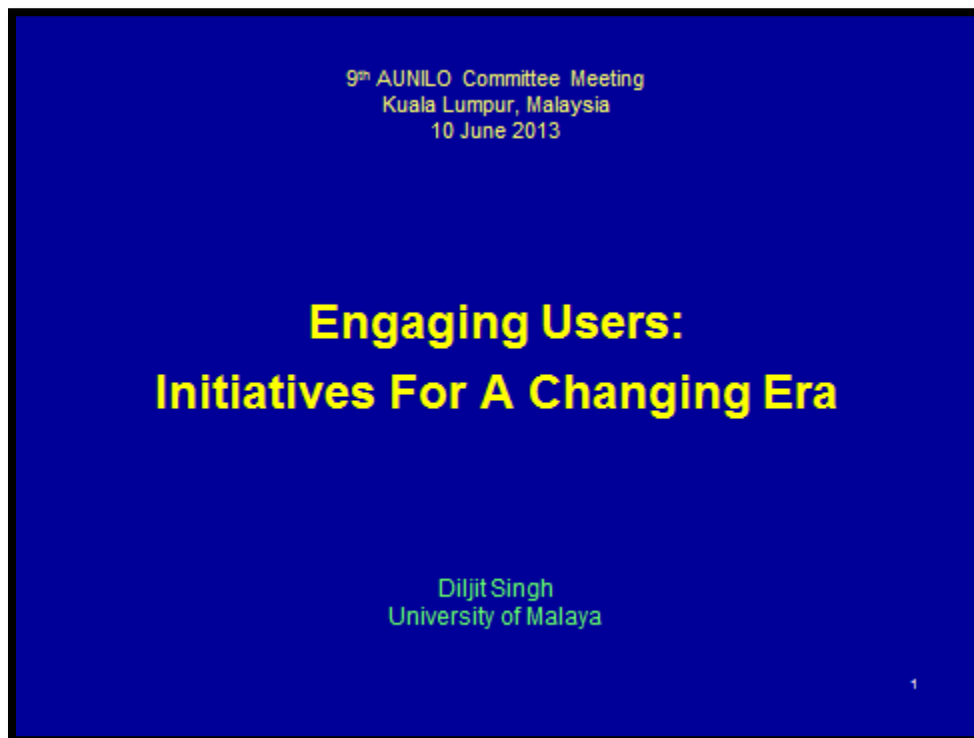 9th AUNILO Committee Meeting
Kuala Lumpur, Malaysia
10 June 2013
Engaging Users:
Initiatives For A Changing Era
Diljit Singh
University of Malaya
1